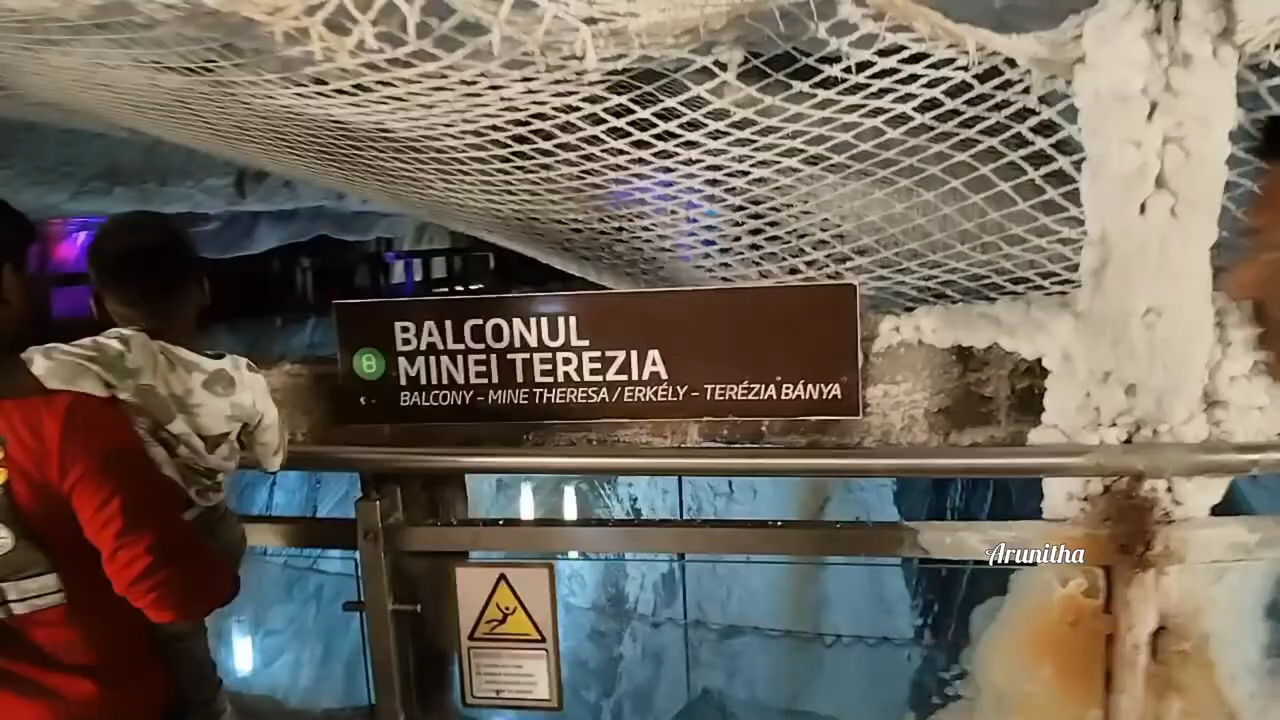 BALCONUL
8
MINEI TEREZIA
BALCONY – MINE THERESA / ERKÉLY – TERÉZIA BÁNYA
Arunitha